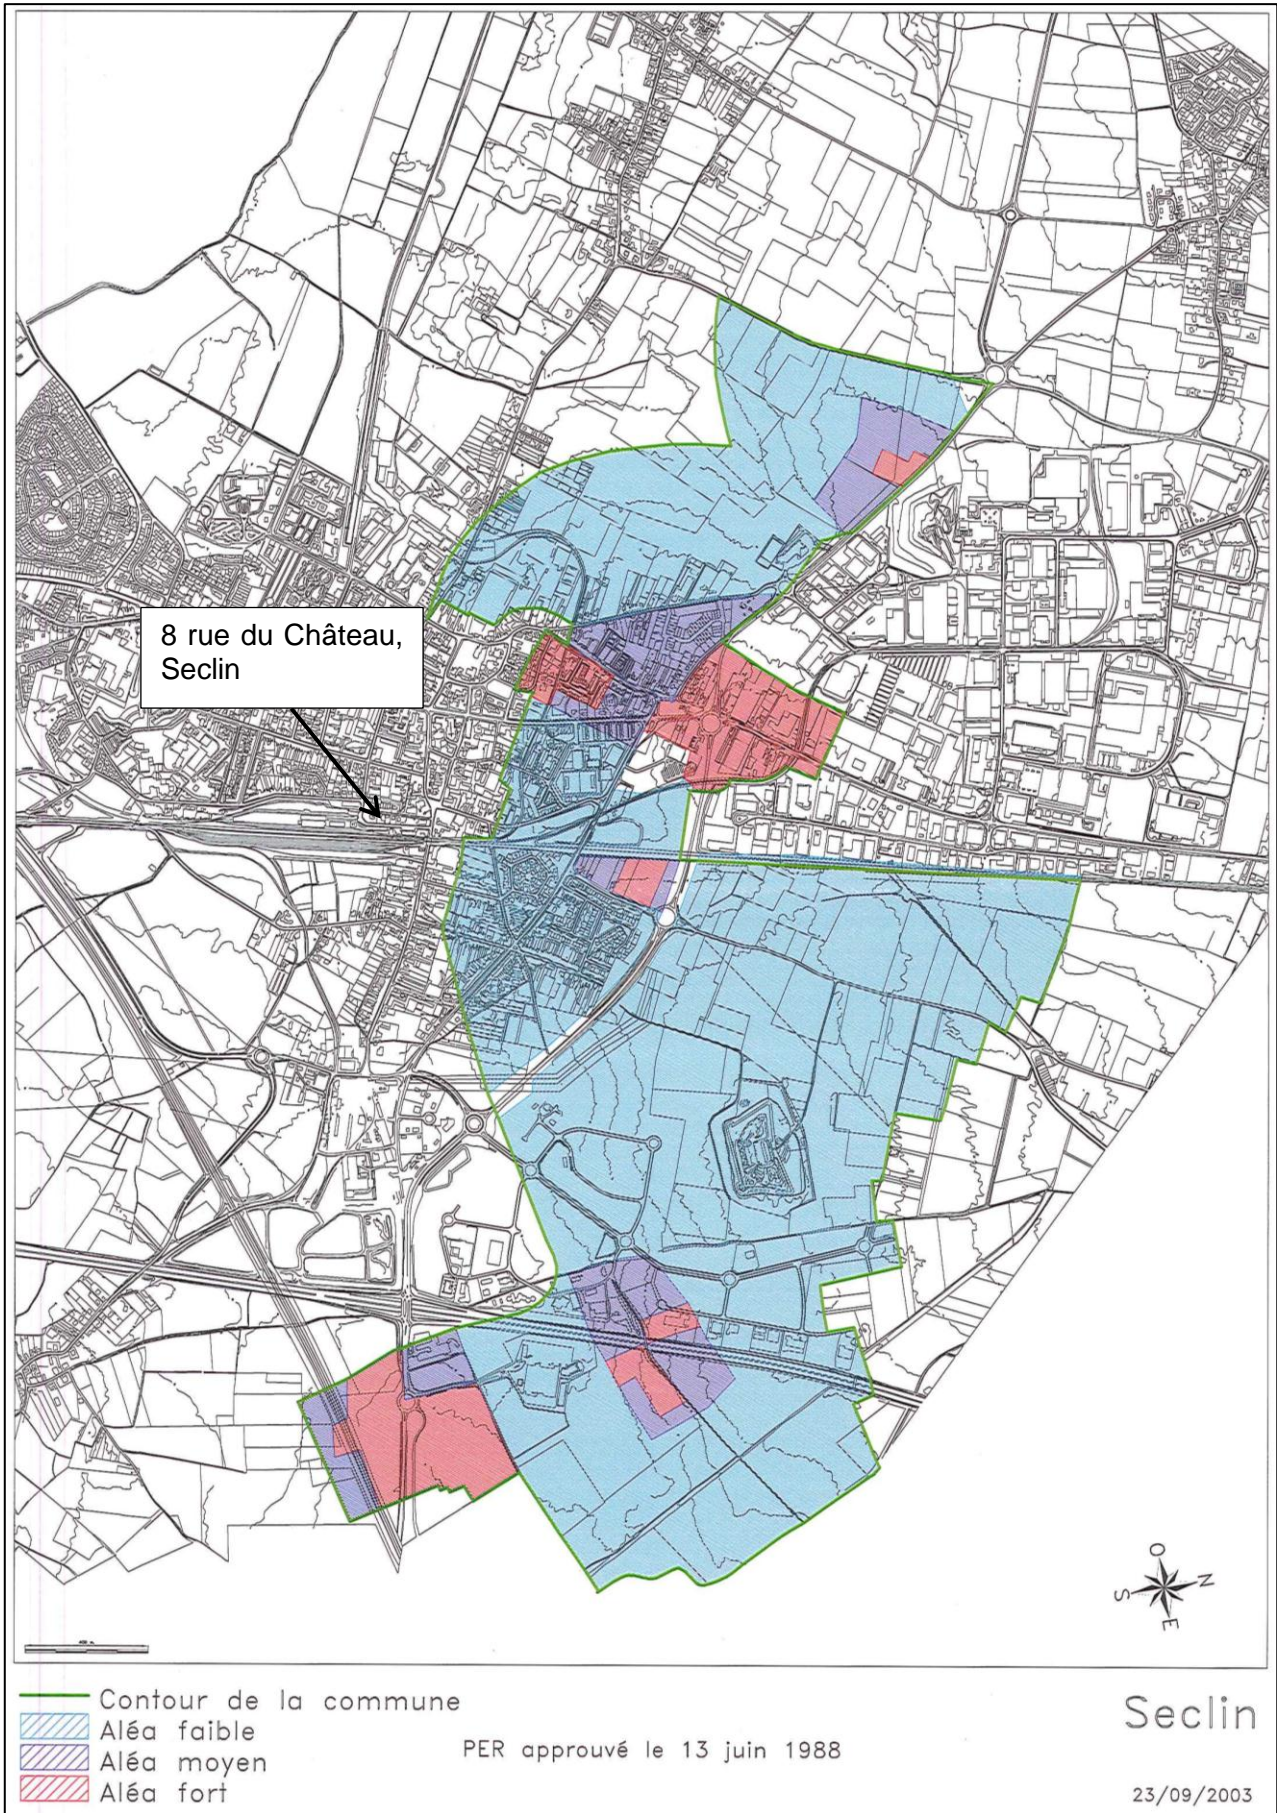 8 rue du Château,
Seclin
O
N
S
E
Contour de la commune
Aléa faible
Aléa moyen
Aléa fort
PER approuvé le 13 juin 1988
Seclin
23/09/2003